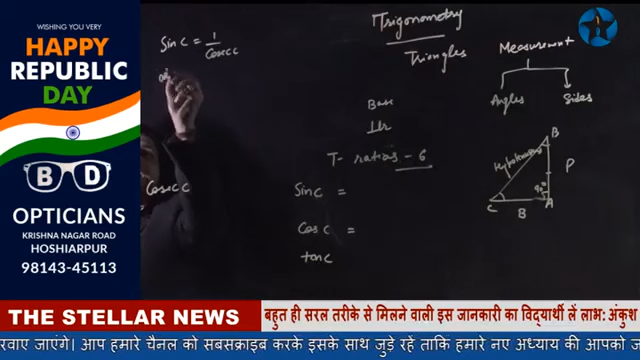 WISHING YOU VERY
HAPPY
REPUBLIC
DAY
B D
OPTICIANS
KRISHNA NAGAR ROAD
HOSHIARPUR
98143-45113
Trigonometry
Triangles
Sin C = 1/Cosec C
Cosec C
Measurement
Angles Sides
Base
T-ratios - 6
Sin C =
Cos C =
tan C
Hypotenuse
B
P
90°
C
B
A
THE STELLAR NEWS
बहुत ही सरल तरीके से मिलने वाली इस जानकारी का विद्यार्थी लें लाभ: अंकुश
रवाए जाएंगे। आप हमारे चैनल को सबसक्राइब करके इसके साथ जुड़े रहें ताकि हमारे नए अध्याय की आपको ज